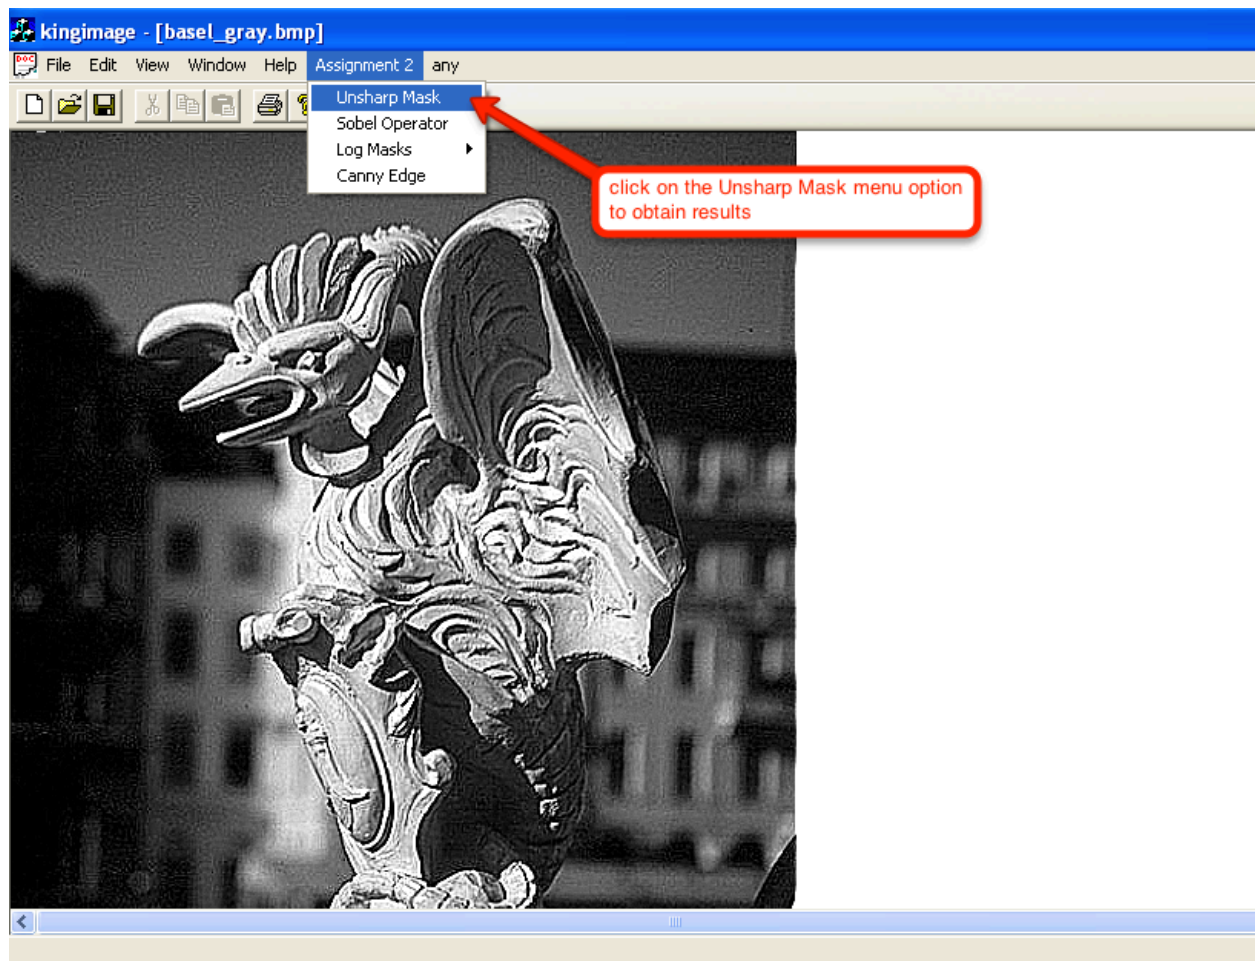 kingimage - [basel_gray.bmp]
File Edit View Window Help Assignment 2 any
Unsharp Mask
Sobel Operator
Log Masks
Canny Edge
click on the Unsharp Mask menu option
to obtain results